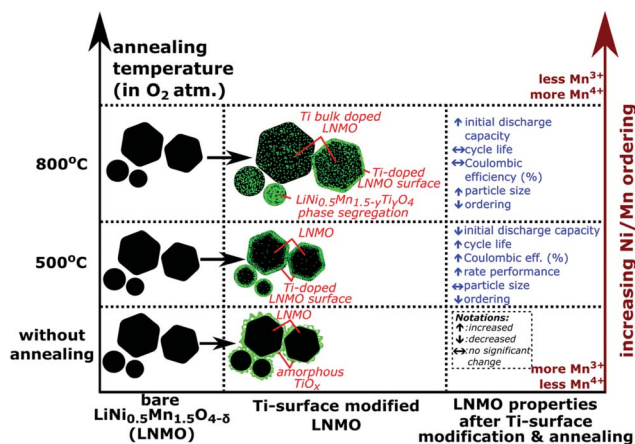 annealing
temperature
(in O₂ atm.)
less Mn³⁺
more Mn⁴⁺
800°C
Ti bulk doped
LNMO
Ti-doped
LNMO surface
LiNi₀.₅Mn₁.₅₋yTiyO₄
phase segregation
↑ initial discharge
capacity
↔ cycle life
↔ Coulombic
efficiency (%)
↑ particle size
↓ ordering
500°C
LNMO
Ti-doped
LNMO surface
↓ initial discharge capacity
↑ cycle life
↑ Coulombic eff. (%)
↑ rate performance
↔ particle size
↓ ordering
without
annealing
LNMO
amorphous
TiOₓ
Notations:
↑ :increased
↓ :decreased
↔ :no significant
change
more Mn³⁺
less Mn⁴⁺
increasing Ni/Mn ordering
bare
LiNi₀.₅Mn₁.₅O₄₋δ
(LNMO)
Ti-surface modified
LNMO
LNMO properties
after Ti-surface
modification & annealing